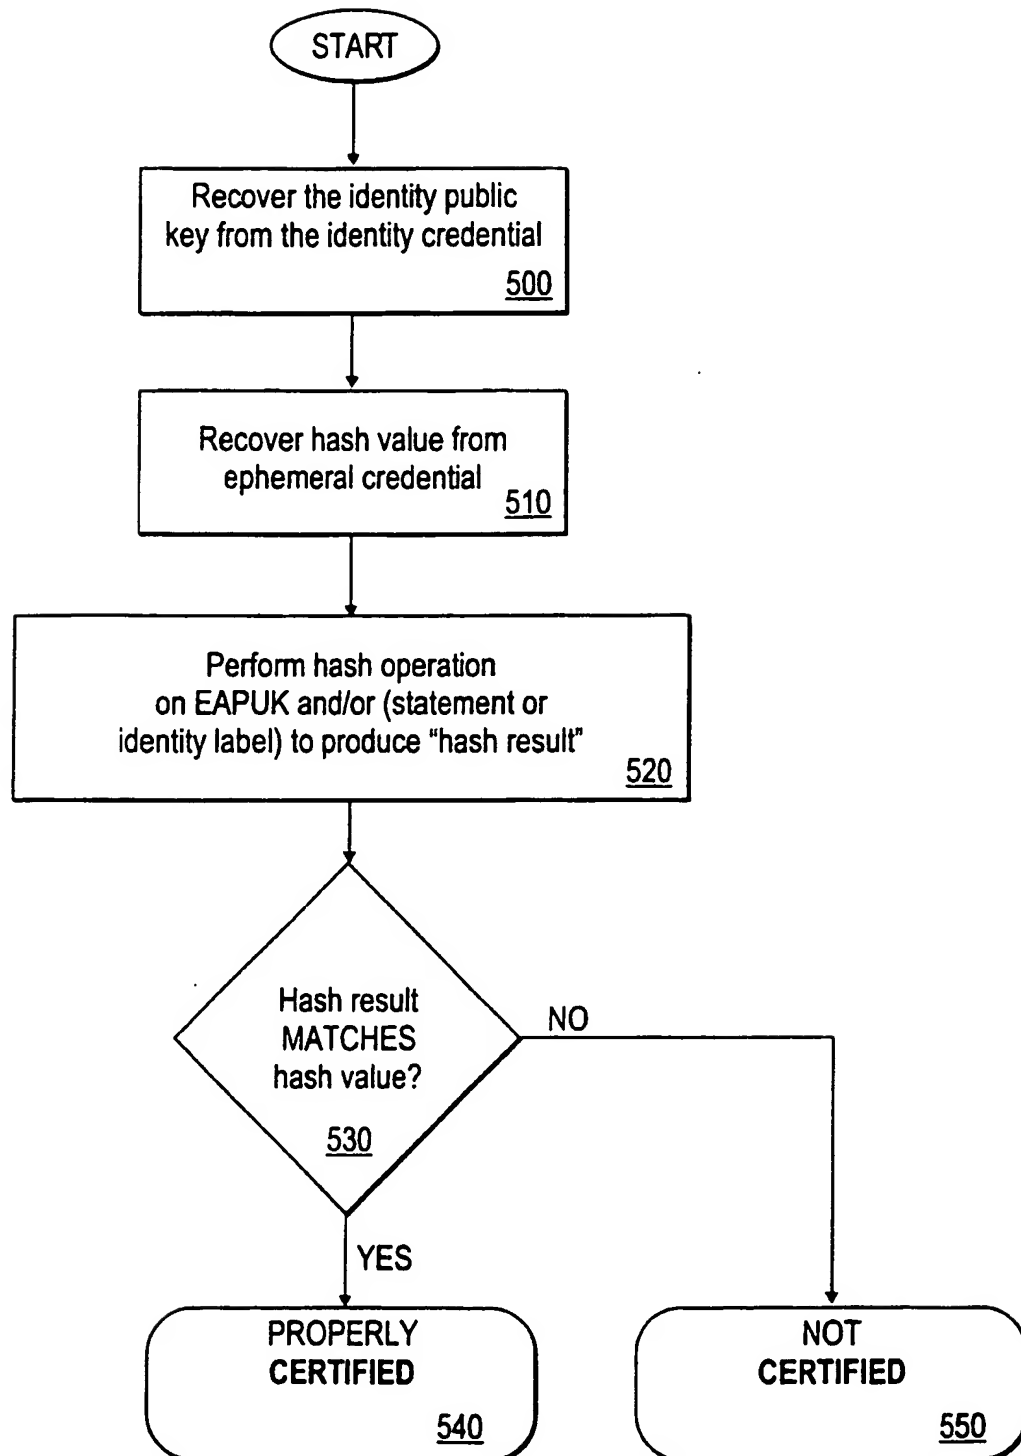 START
Recover the identity public
key from the identity credential
500
Recover hash value from
ephemeral credential
510
Perform hash operation
on EAPUK and/or (statement or
identity label) to produce “hash result”
520
Hash result
MATCHES
hash value?
530
NO
YES
PROPERLY
CERTIFIED
540
NOT
CERTIFIED
550